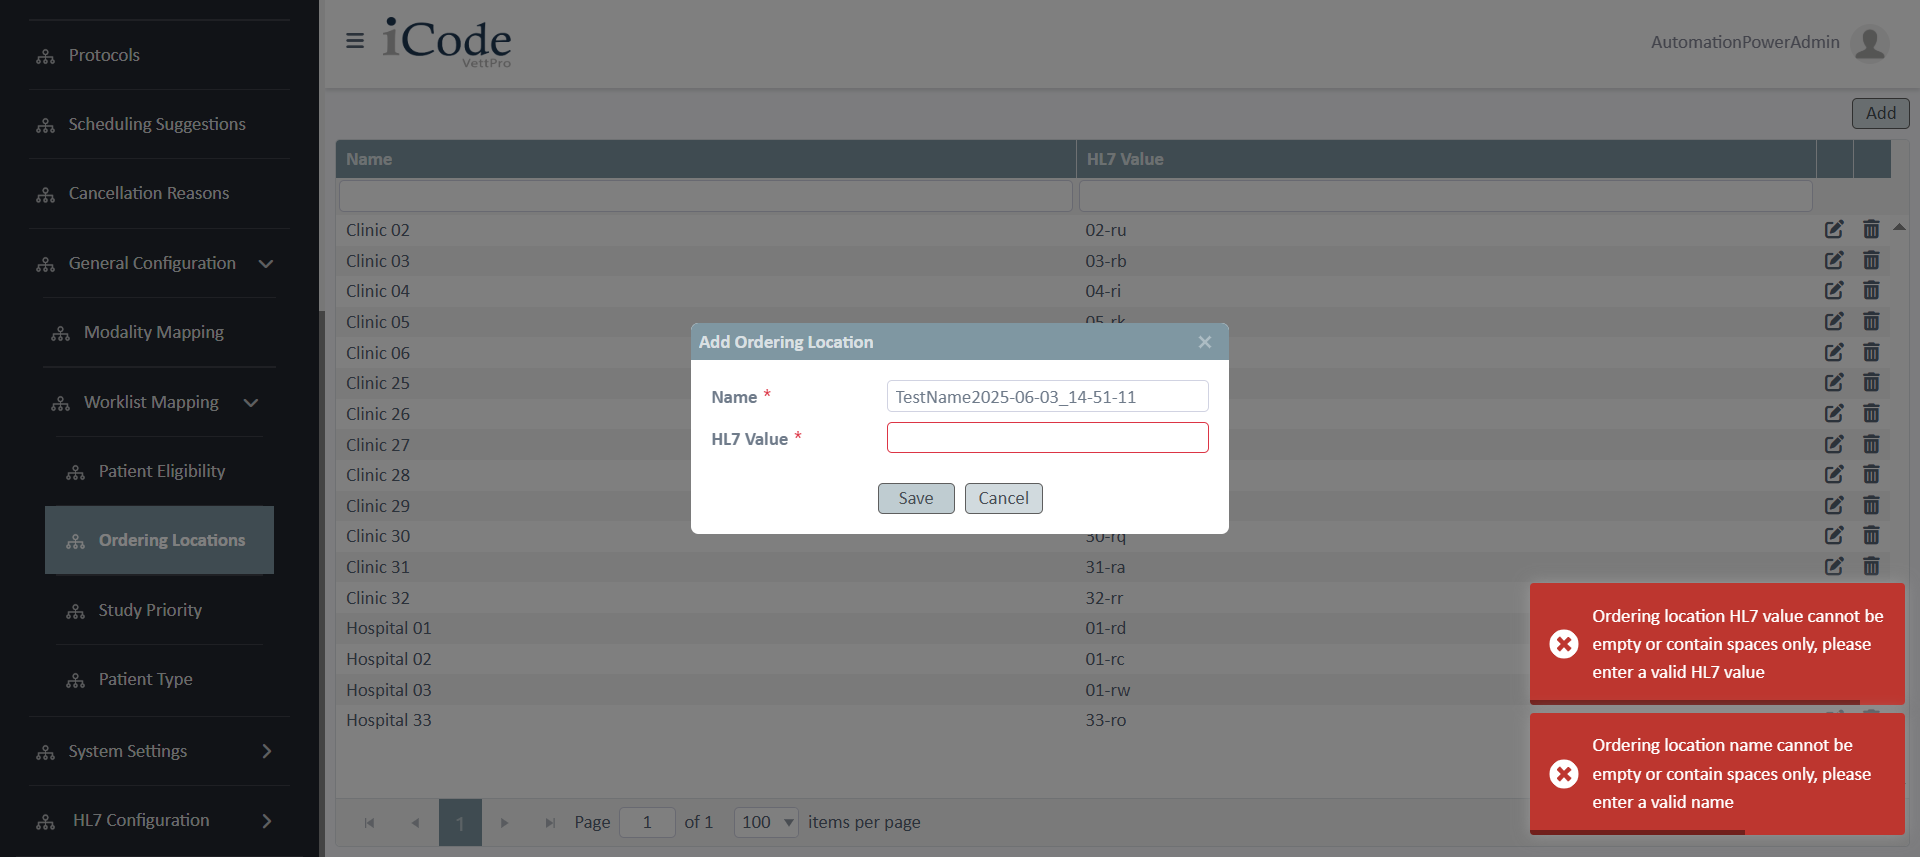 Protocols
Scheduling Suggestions
Cancellation Reasons
General Configuration
Modality Mapping
Worklist Mapping
Patient Eligibility
Ordering Locations
Study Priority
Patient Type
System Settings
HL7 Configuration
iCode
VettPro
AutomationPowerAdmin
Add
Name HL7 Value
Clinic 02 02-ru
Clinic 03 03-rb
Clinic 04 04-ri
Clinic 05 05-rk
Clinic 06
Clinic 25
Clinic 26
Clinic 27
Clinic 28
Clinic 29
Clinic 30 30-rq
Clinic 31 31-ra
Clinic 32 32-rr
Hospital 01 01-rd
Hospital 02 01-rc
Hospital 03 01-rw
Hospital 33 33-ro
1 Page 1 of 1 100 items per page
Add Ordering Location
Name * TestName2025-06-03_14-51-11
HL7 Value *
Save Cancel
Ordering location HL7 value cannot be
empty or contain spaces only, please
enter a valid HL7 value
Ordering location name cannot be
empty or contain spaces only, please
enter a valid name